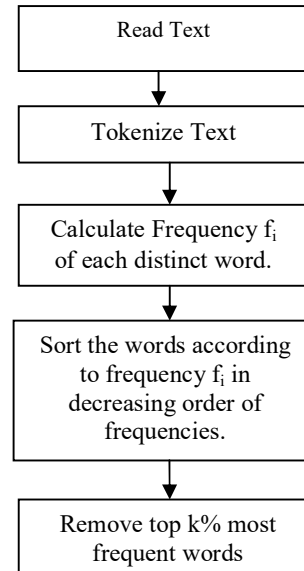 Read Text
Tokenize Text
Calculate Frequency fi
of each distinct word.
Sort the words according
to frequency fi in
decreasing order of
frequencies.
Remove top k% most
frequent words